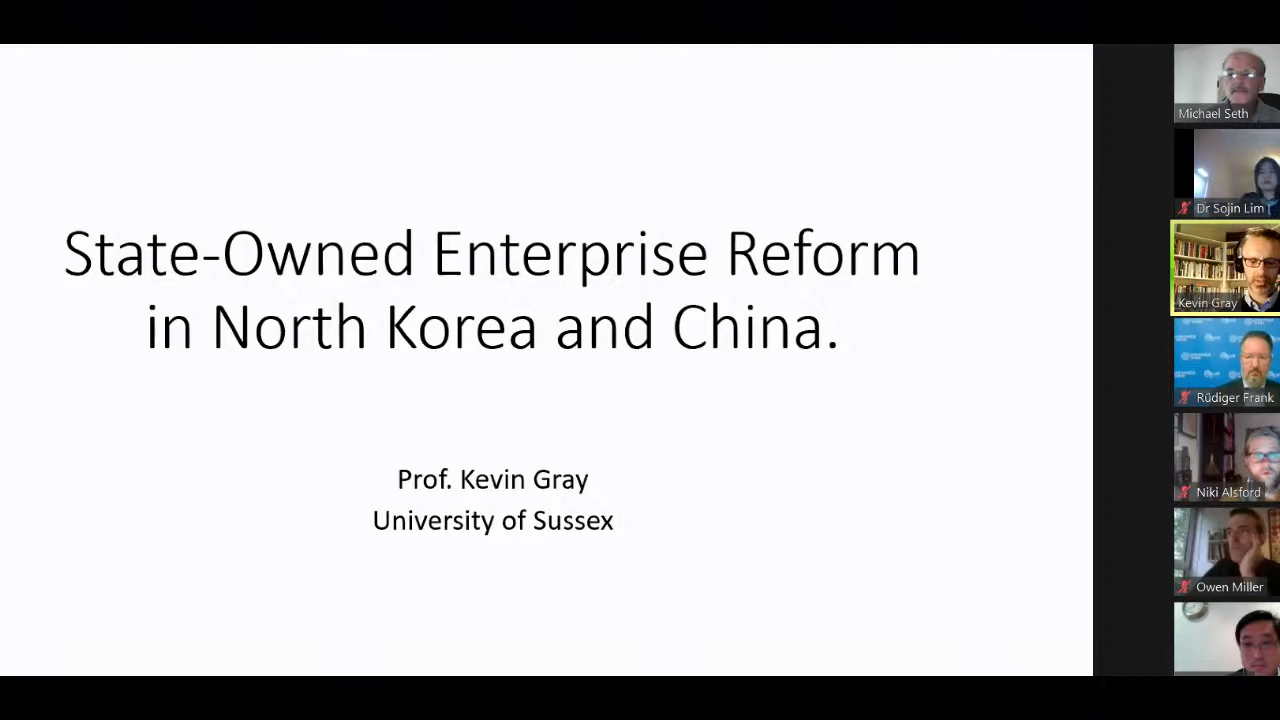 State-Owned Enterprise Reform
in North Korea and China.
Prof. Kevin Gray
University of Sussex
Michael Seth
Dr Sojin Lim
Kevin Gray
Rüdiger Frank
Niki Alsford
Owen Miller